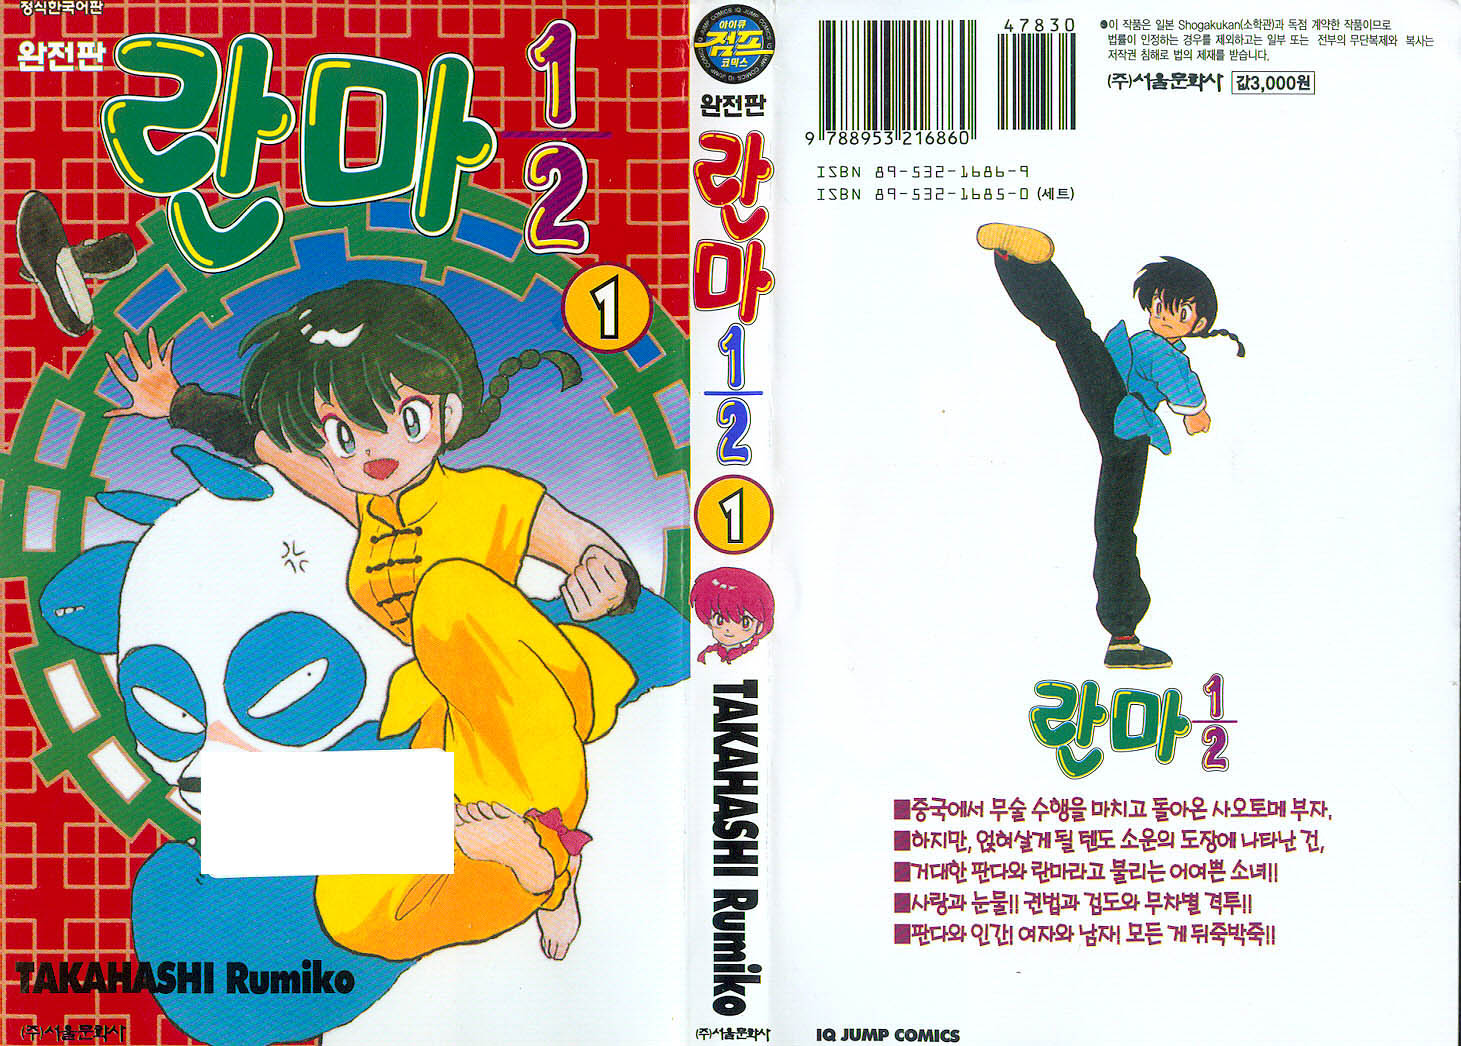 정식한국어판
완전판
란마 1/2
1
TAKAHASHI Rumiko
(주)서울문화사
IQ JUMP COMICS
아이큐
점프
코믹스
완전판
란마 1/2
1
TAKAHASHI Rumiko
(주)서울문화사
47830
9 788953 216860
ISBN 89-532-1686-9
ISBN 89-532-1685-0 (세트)
●이 작품은 일본 Shogakukan(소학관)과 독점 계약한 작품이므로
법률이 인정하는 경우를 제외하고는 일부 또는 전부의 무단복제와 복사는
저작권 침해로 법의 제재를 받습니다.
(주)서울문화사 값3,000원
란마 1/2
■중국에서 무술 수행을 마치고 돌아온 사오토메 부자.
■하지만, 얹혀살게 될 텐도 소운의 도장에 나타난 건,
■거대한 판다와 란마라고 불리는 어여쁜 소녀!!
■사랑과 눈물!! 권법과 검도와 무차별 격투!!
■판다와 인간! 여자와 남자! 모든 게 뒤죽박죽!!
IQ JUMP COMICS